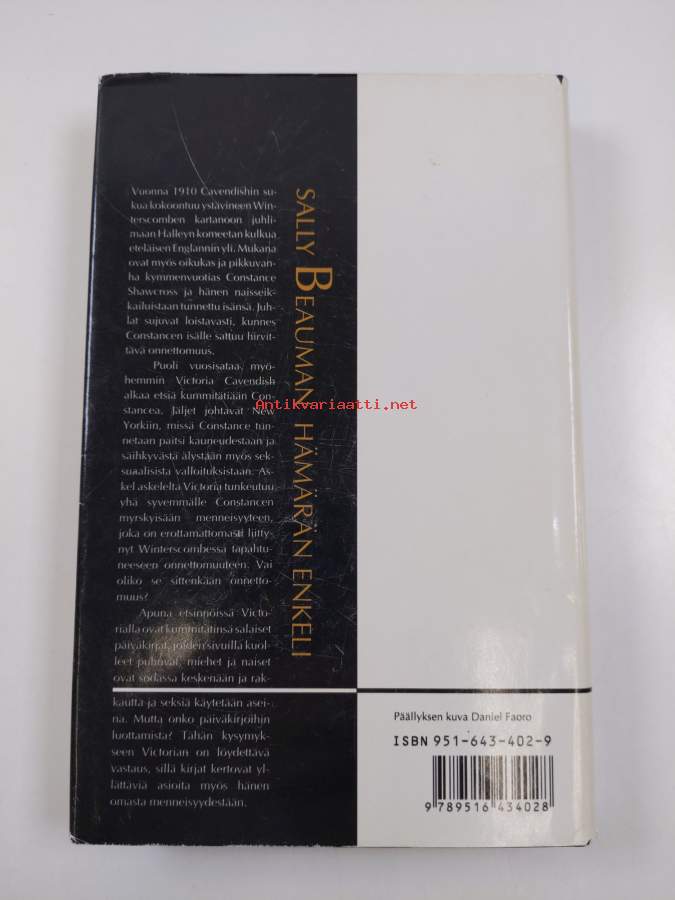 Vuonna 1910 Cavendishin su-
kua kokoontuu ystävineen Win-
terscomben kartanoon juhli-
maan Halleyn komeetan kulkua
eteläisen Englannin yli. Mukana
ovat myös oikukas ja pikkuvan-
ha kymmenvuotias Constance
Shawcross ja hänen naisseik-
kailuistaan tunnettu isänsä. Juh-
lat sujuvat loistavasti, kunnes
Constancen isälle sattuu hirvit-
tävä onnettomuus.
Puoli vuosisataa myö-
hemmin Victoria Cavendish
alkaa etsiä kummitätiään Con-
stancea. Jäljet johtavat New
Yorkiin, missä Constance tun-
netaan paitsi kauneudestaan ja
säihkyvästä älystään myös sek-
suaalisista valloituksistaan. As-
kel askeleelta Victoria tunkeutuu
yhä syvemmälle Constancen
myrskyisään menneisyyteen,
joka on erottamattomasti liitty-
nyt Winterscombessa tapahtu-
neeseen onnettomuuteen. Vai
oliko se sittenkään onnetto-
muus?
Apuna etsinnöissä Victo-
rialla ovat kummitätinsä salaiset
päiväkirjat, joiden sivuilla kuol-
leet puhuvat, miehet ja naiset
ovat sodassa keskenään ja rak-
kautta ja seksiä käytetään asei-
na. Mutta onko päiväkirjoihin
luottamista? Tähän kysymyk-
seen Victorian on löydettävä
vastaus, sillä kirjat kertovat yl-
lättäviä asioita myös hänen
omasta menneisyydestään.
SALLY BEAUMAN HÄMÄRÄN ENKELI
Antikvariaatti.net
Päällyksen kuva Daniel Faoro
ISBN 951-643-402-9
9 789516 434028